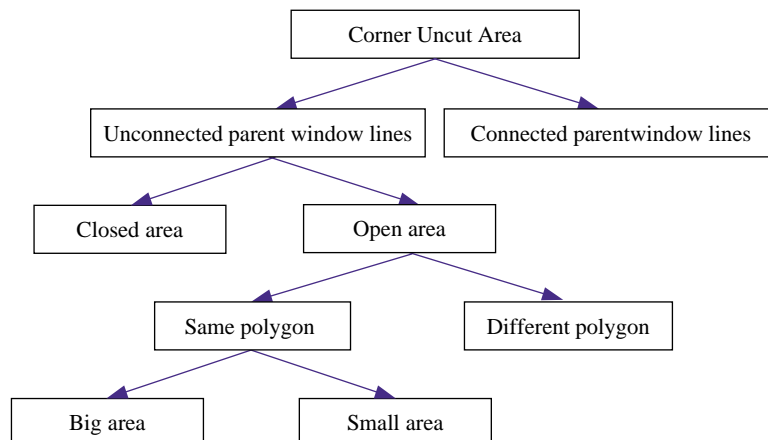 Corner Uncut Area
Unconnected parent window lines
Connected parentwindow lines
Closed area
Open area
Same polygon
Different polygon
Big area
Small area